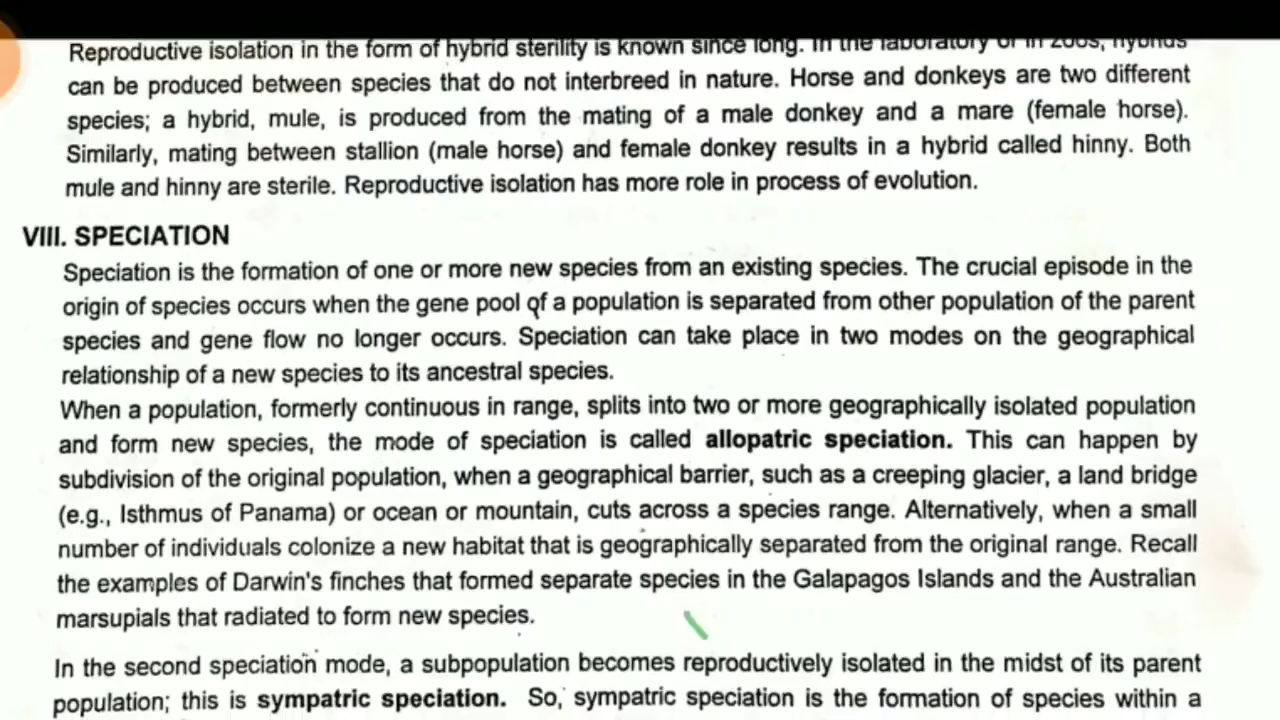 Reproductive isolation in the form of hybrid sterility is known since long. In the laboratory or in zoos, hybrids
can be produced between species that do not interbreed in nature. Horse and donkeys are two different
species; a hybrid, mule, is produced from the mating of a male donkey and a mare (female horse).
Similarly, mating between stallion (male horse) and female donkey results in a hybrid called hinny. Both
mule and hinny are sterile. Reproductive isolation has more role in process of evolution.
VIII. SPECIATION
Speciation is the formation of one or more new species from an existing species. The crucial episode in the
origin of species occurs when the gene pool of a population is separated from other population of the parent
species and gene flow no longer occurs. Speciation can take place in two modes on the geographical
relationship of a new species to its ancestral species.
When a population, formerly continuous in range, splits into two or more geographically isolated population
and form new species, the mode of speciation is called allopatric speciation. This can happen by
subdivision of the original population, when a geographical barrier, such as a creeping glacier, a land bridge
(e.g., Isthmus of Panama) or ocean or mountain, cuts across a species range. Alternatively, when a small
number of individuals colonize a new habitat that is geographically separated from the original range. Recall
the examples of Darwin's finches that formed separate species in the Galapagos Islands and the Australian
marsupials that radiated to form new species.
In the second speciation mode, a subpopulation becomes reproductively isolated in the midst of its parent
population; this is sympatric speciation. So, sympatric speciation is the formation of species within a